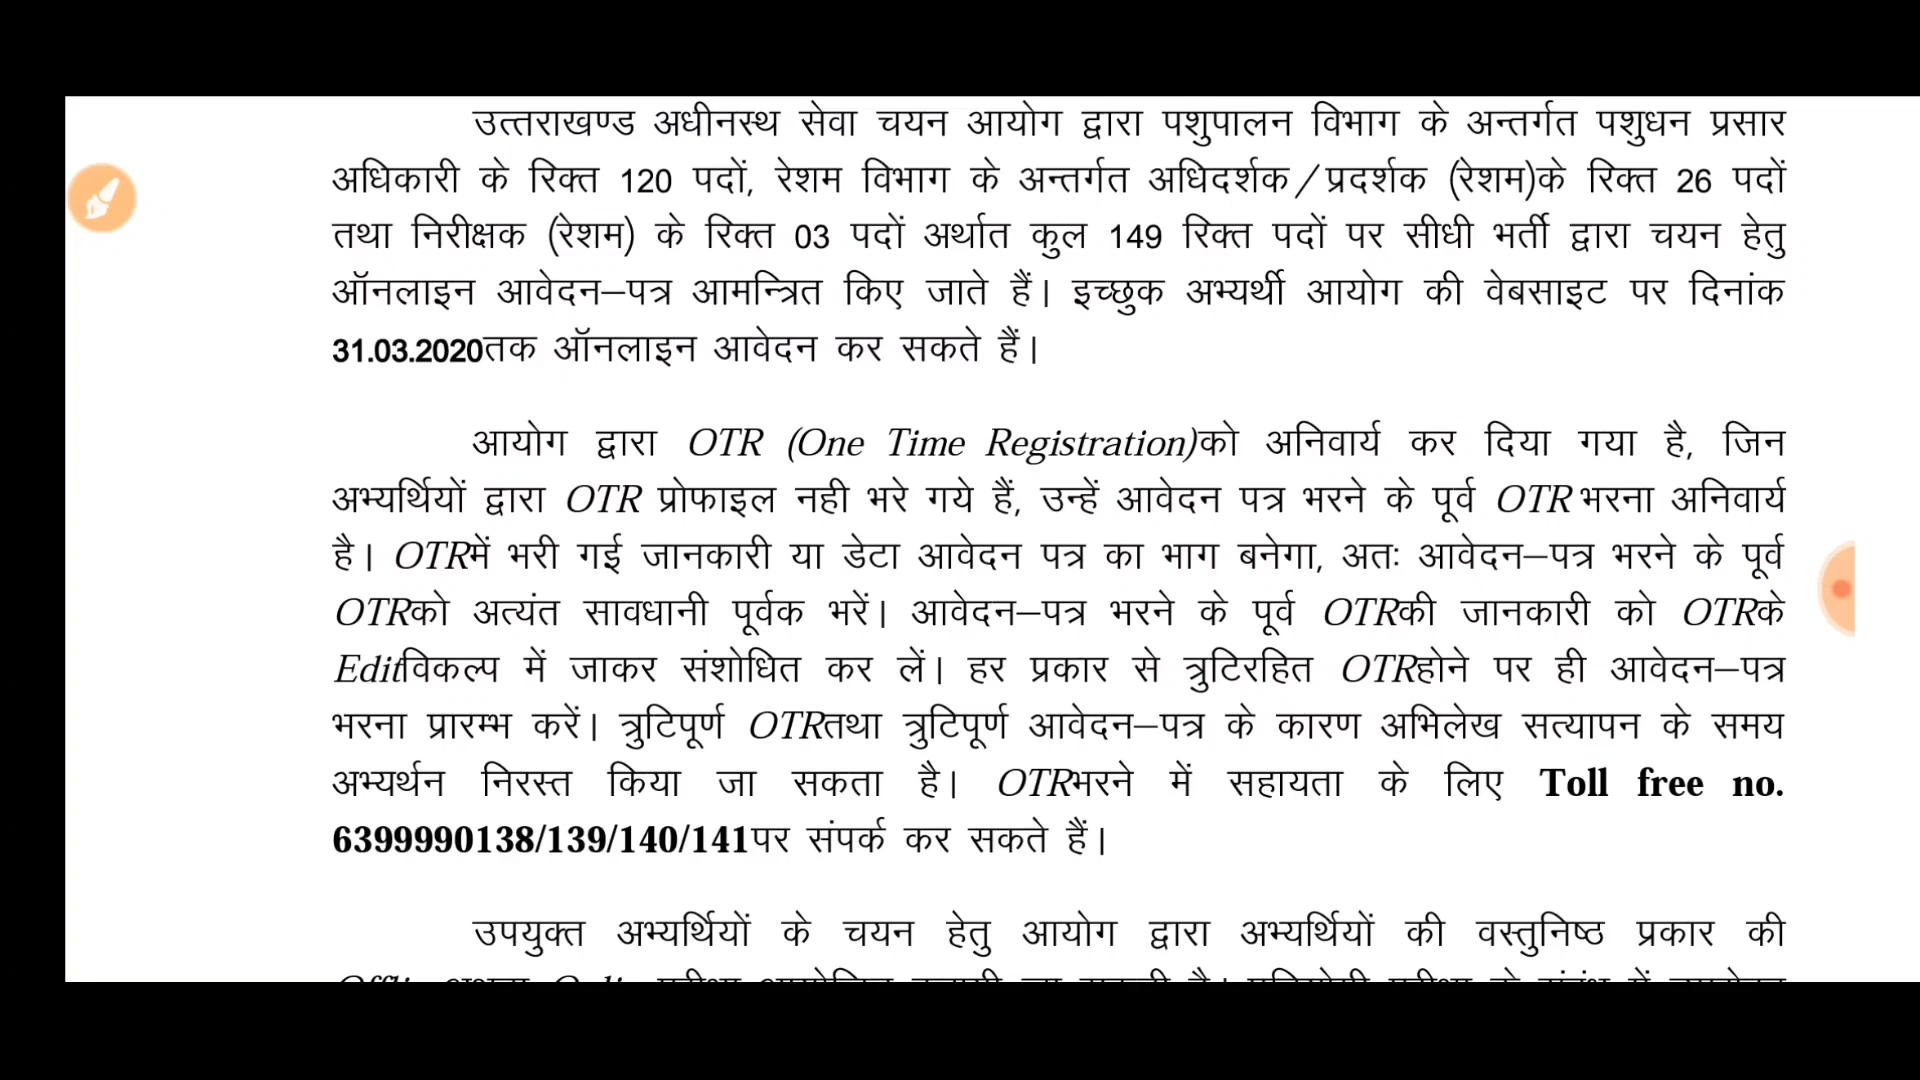 उत्तराखण्ड अधीनस्थ सेवा चयन आयोग द्वारा पशुपालन विभाग के अन्तर्गत पशुधन प्रसार
अधिकारी के रिक्त 120 पदों, रेशम विभाग के अन्तर्गत अधिदर्शक/प्रदर्शक (रेशम)के रिक्त 26 पदों
तथा निरीक्षक (रेशम) के रिक्त 03 पदों अर्थात कुल 149 रिक्त पदों पर सीधी भर्ती द्वारा चयन हेतु
ऑनलाइन आवेदन–पत्र आमन्त्रित किए जाते हैं। इच्छुक अभ्यर्थी आयोग की वेबसाइट पर दिनांक
31.03.2020तक ऑनलाइन आवेदन कर सकते हैं।
आयोग द्वारा OTR (One Time Registration)को अनिवार्य कर दिया गया है, जिन
अभ्यर्थियों द्वारा OTR प्रोफाइल नही भरे गये हैं, उन्हें आवेदन पत्र भरने के पूर्व OTR भरना अनिवार्य
है। OTRमें भरी गई जानकारी या डेटा आवेदन पत्र का भाग बनेगा, अतः आवेदन–पत्र भरने के पूर्व
OTRको अत्यंत सावधानी पूर्वक भरें। आवेदन–पत्र भरने के पूर्व OTRकी जानकारी को OTRके
Editविकल्प में जाकर संशोधित कर लें। हर प्रकार से त्रुटिरहित OTRहोने पर ही आवेदन–पत्र
भरना प्रारम्भ करें। त्रुटिपूर्ण OTRतथा त्रुटिपूर्ण आवेदन–पत्र के कारण अभिलेख सत्यापन के समय
अभ्यर्थन निरस्त किया जा सकता है। OTRभरने में सहायता के लिए Toll free no.
6399990138/139/140/141पर संपर्क कर सकते हैं।
उपयुक्त अभ्यर्थियों के चयन हेतु आयोग द्वारा अभ्यर्थियों की वस्तुनिष्ठ प्रकार की